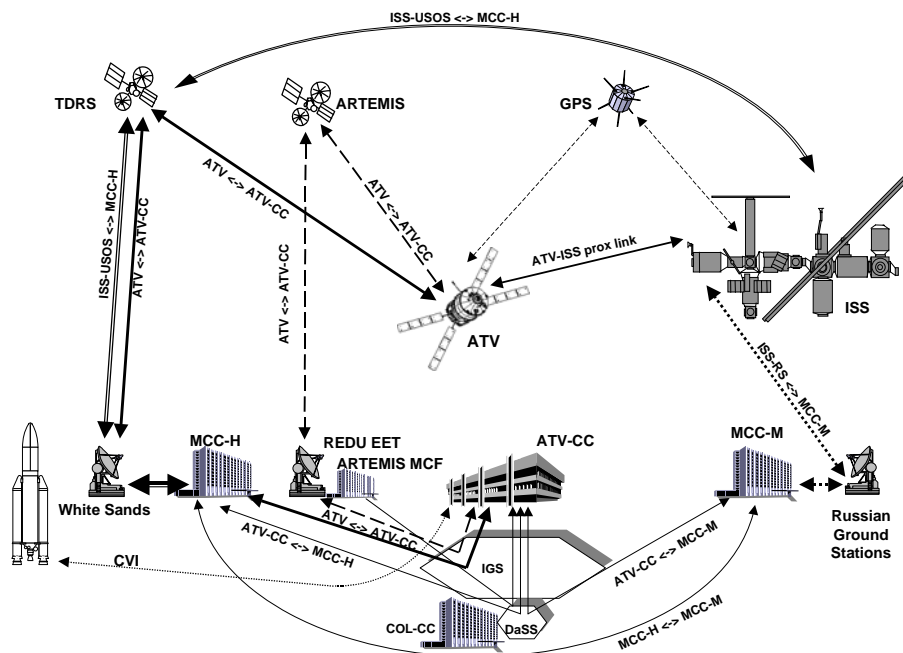 ISS-USOS <-> MCC-H
TDRS
ARTEMIS
GPS
ATV <-> ATV-CC
ATV <-> ATV-CC
ISS-USOS <-> MCC-H
ATV <-> ATV-CC
ATV <-> ATV-CC
ATV-ISS prox link
ISS
ATV
ISS-RS <-> MCC-M
MCC-H
REDU EET
ARTEMIS MCF
ATV-CC
MCC-M
White Sands
Russian
Ground
Stations
ATV <-> ATV-CC
ATV-CC <-> MCC-H
ATV-CC <-> MCC-M
CVI
IGS
COL-CC
DaSS
MCC-H <-> MCC-M